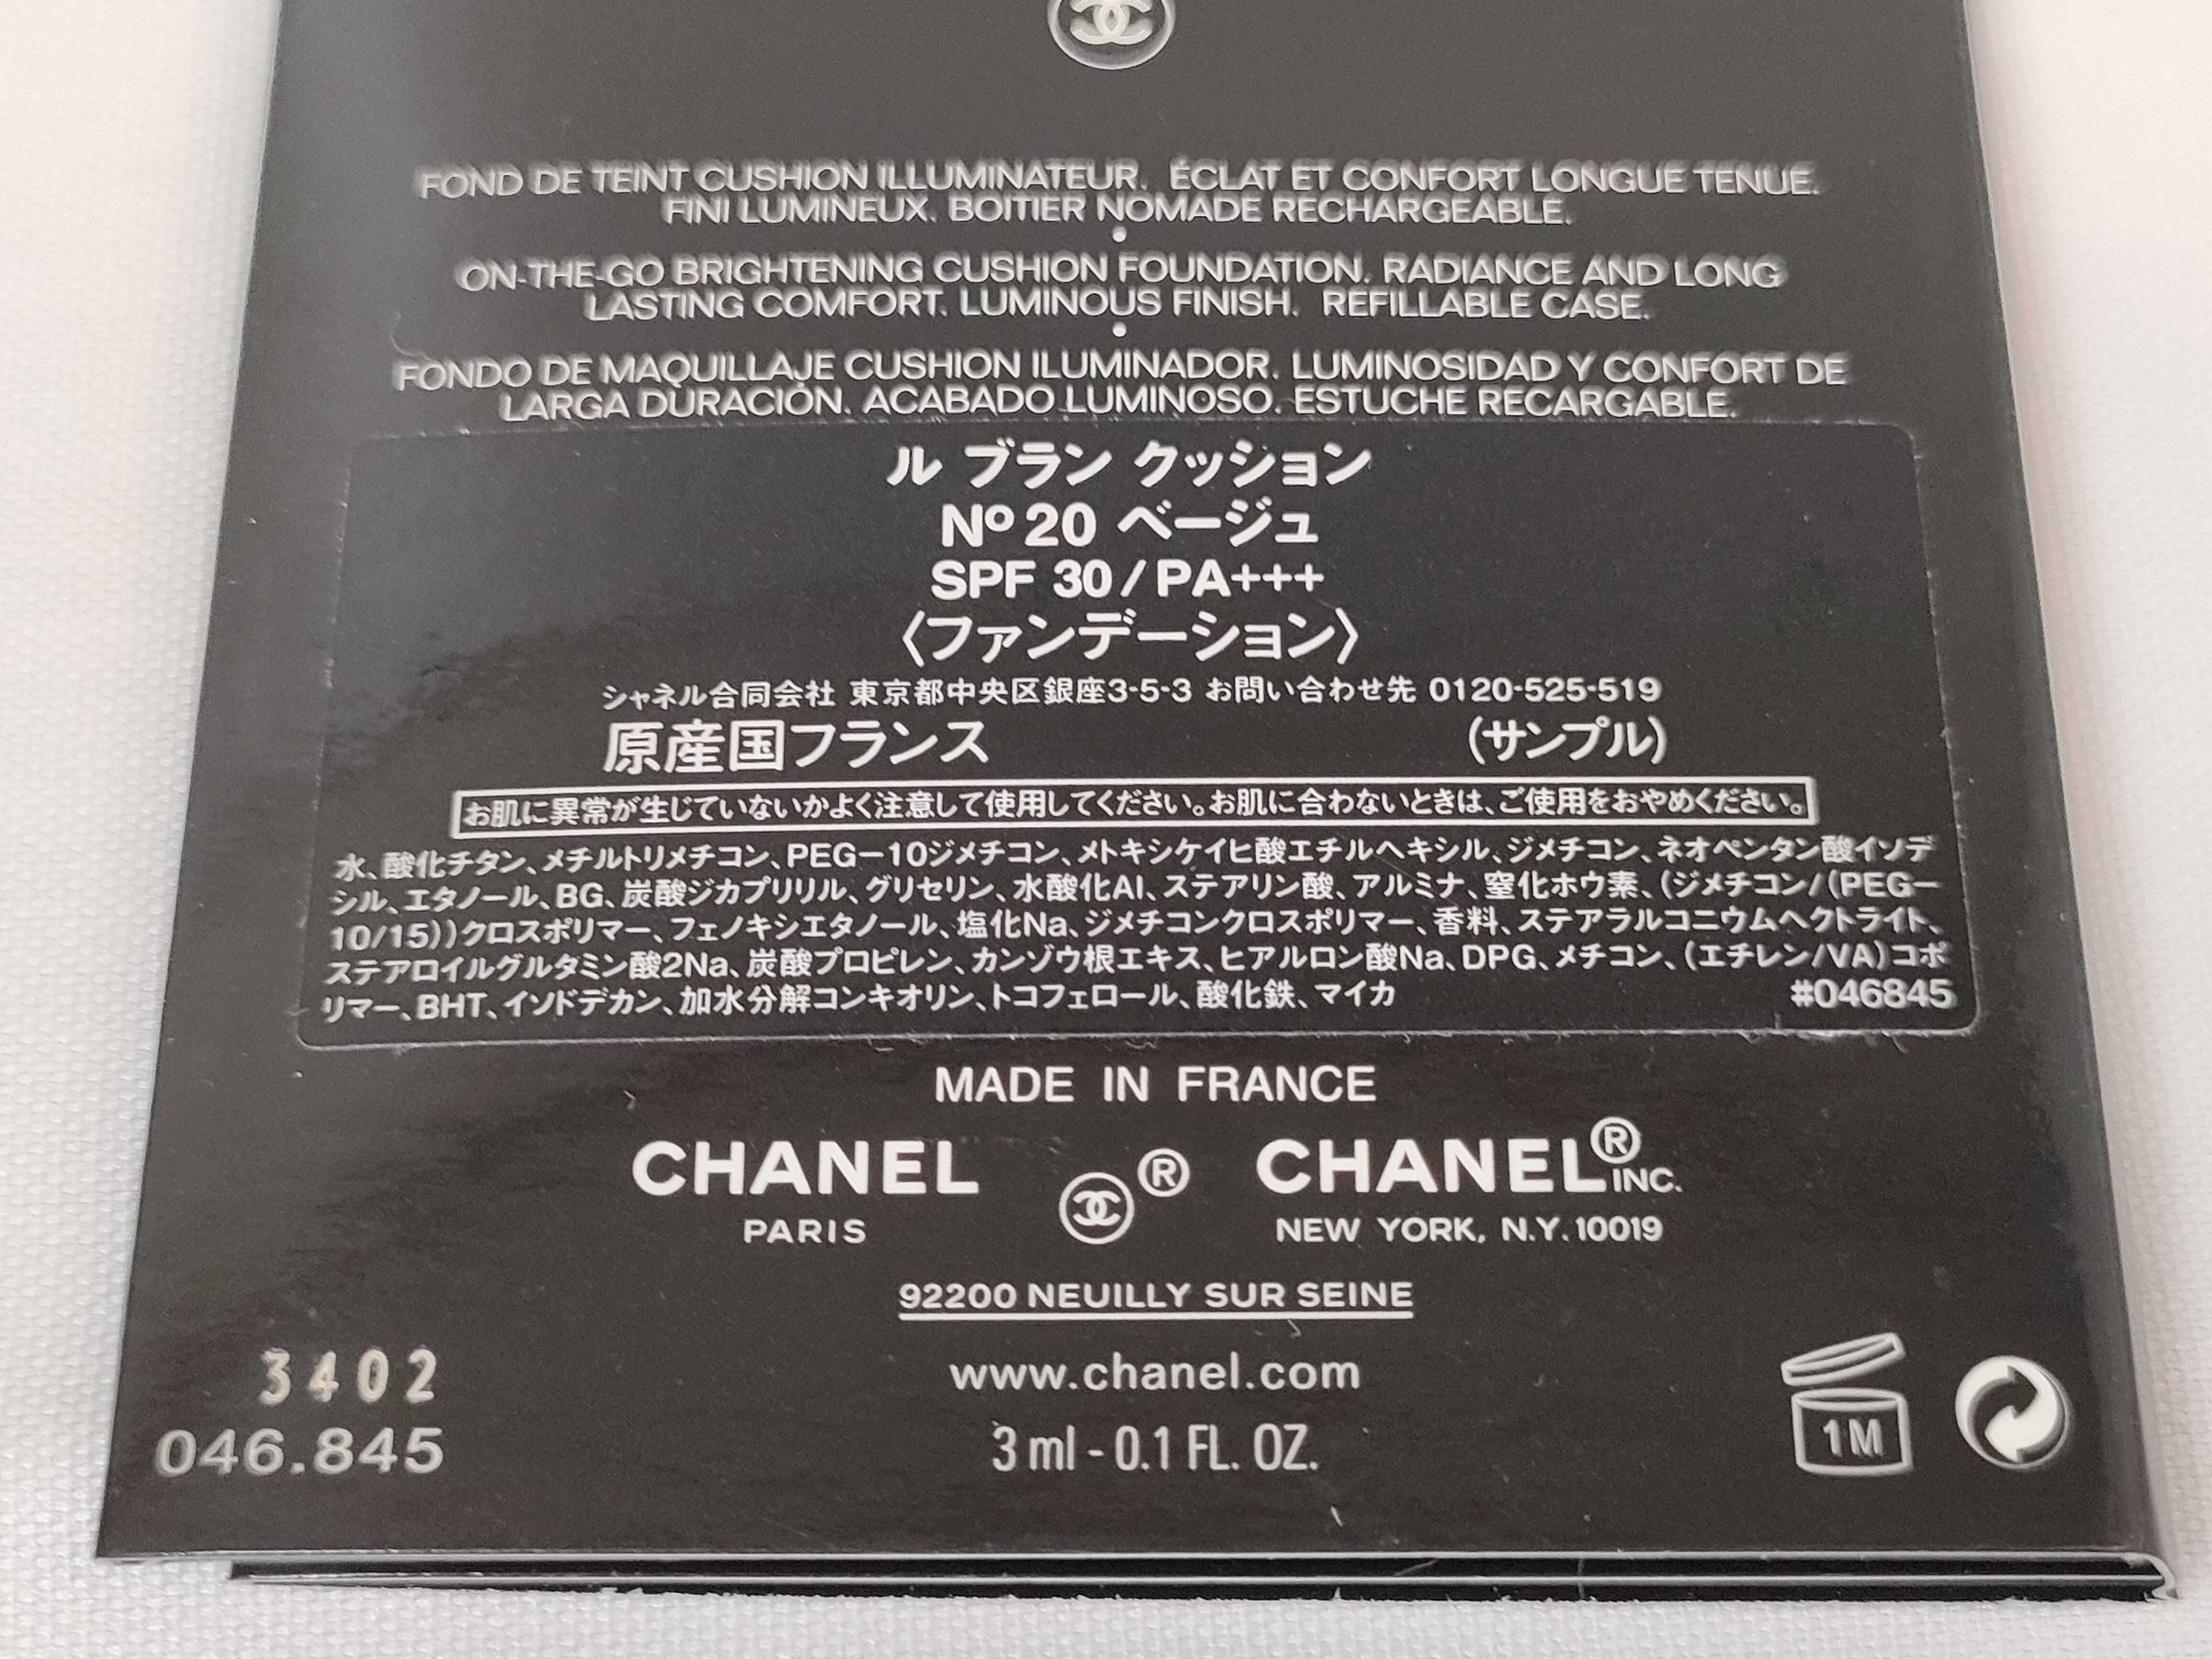 FOND DE TEINT CUSHION ILLUMINATEUR. ÉCLAT ET CONFORT LONGUE TENUE.
FINI LUMINEUX. BOITIER NOMADE RECHARGEABLE.
•
ON-THE-GO BRIGHTENING CUSHION FOUNDATION. RADIANCE AND LONG
LASTING COMFORT. LUMINOUS FINISH. REFILLABLE CASE.
•
FONDO DE MAQUILLAJE CUSHION ILUMINADOR. LUMINOSIDAD Y CONFORT DE
LARGA DURACIÓN. ACABADO LUMINOSO. ESTUCHE RECARGABLE.
ル ブラン クッション
Nº 20 ベージュ
SPF 30 / PA+++
〈ファンデーション〉
シャネル合同会社 東京都中央区銀座3-5-3 お問い合わせ先 0120-525-519
原産国フランス (サンプル)
お肌に異常が生じていないかよく注意して使用してください。お肌に合わないときは、ご使用をおやめください。
水、酸化チタン、メチルトリメチコン、PEG－10ジメチコン、メトキシケイヒ酸エチルヘキシル、ジメチコン、ネオペンタン酸イソデ
シル、エタノール、BG、炭酸ジカプリリル、グリセリン、水酸化Al、ステアリン酸、アルミナ、窒化ホウ素、(ジメチコン/(PEG－
10/15))クロスポリマー、フェノキシエタノール、塩化Na、ジメチコンクロスポリマー、香料、ステアラルコニウムヘクトライト、
ステアロイルグルタミン酸2Na、炭酸プロピレン、カンゾウ根エキス、ヒアルロン酸Na、DPG、メチコン、(エチレン/VA)コポ
リマー、BHT、イソドデカン、加水分解コンキオリン、トコフェロール、酸化鉄、マイカ #046845
MADE IN FRANCE
CHANEL ® CHANEL® INC.
PARIS NEW YORK, N.Y. 10019
92200 NEUILLY SUR SEINE
3402 www.chanel.com
046.845 3 ml - 0.1 FL. OZ. 1M